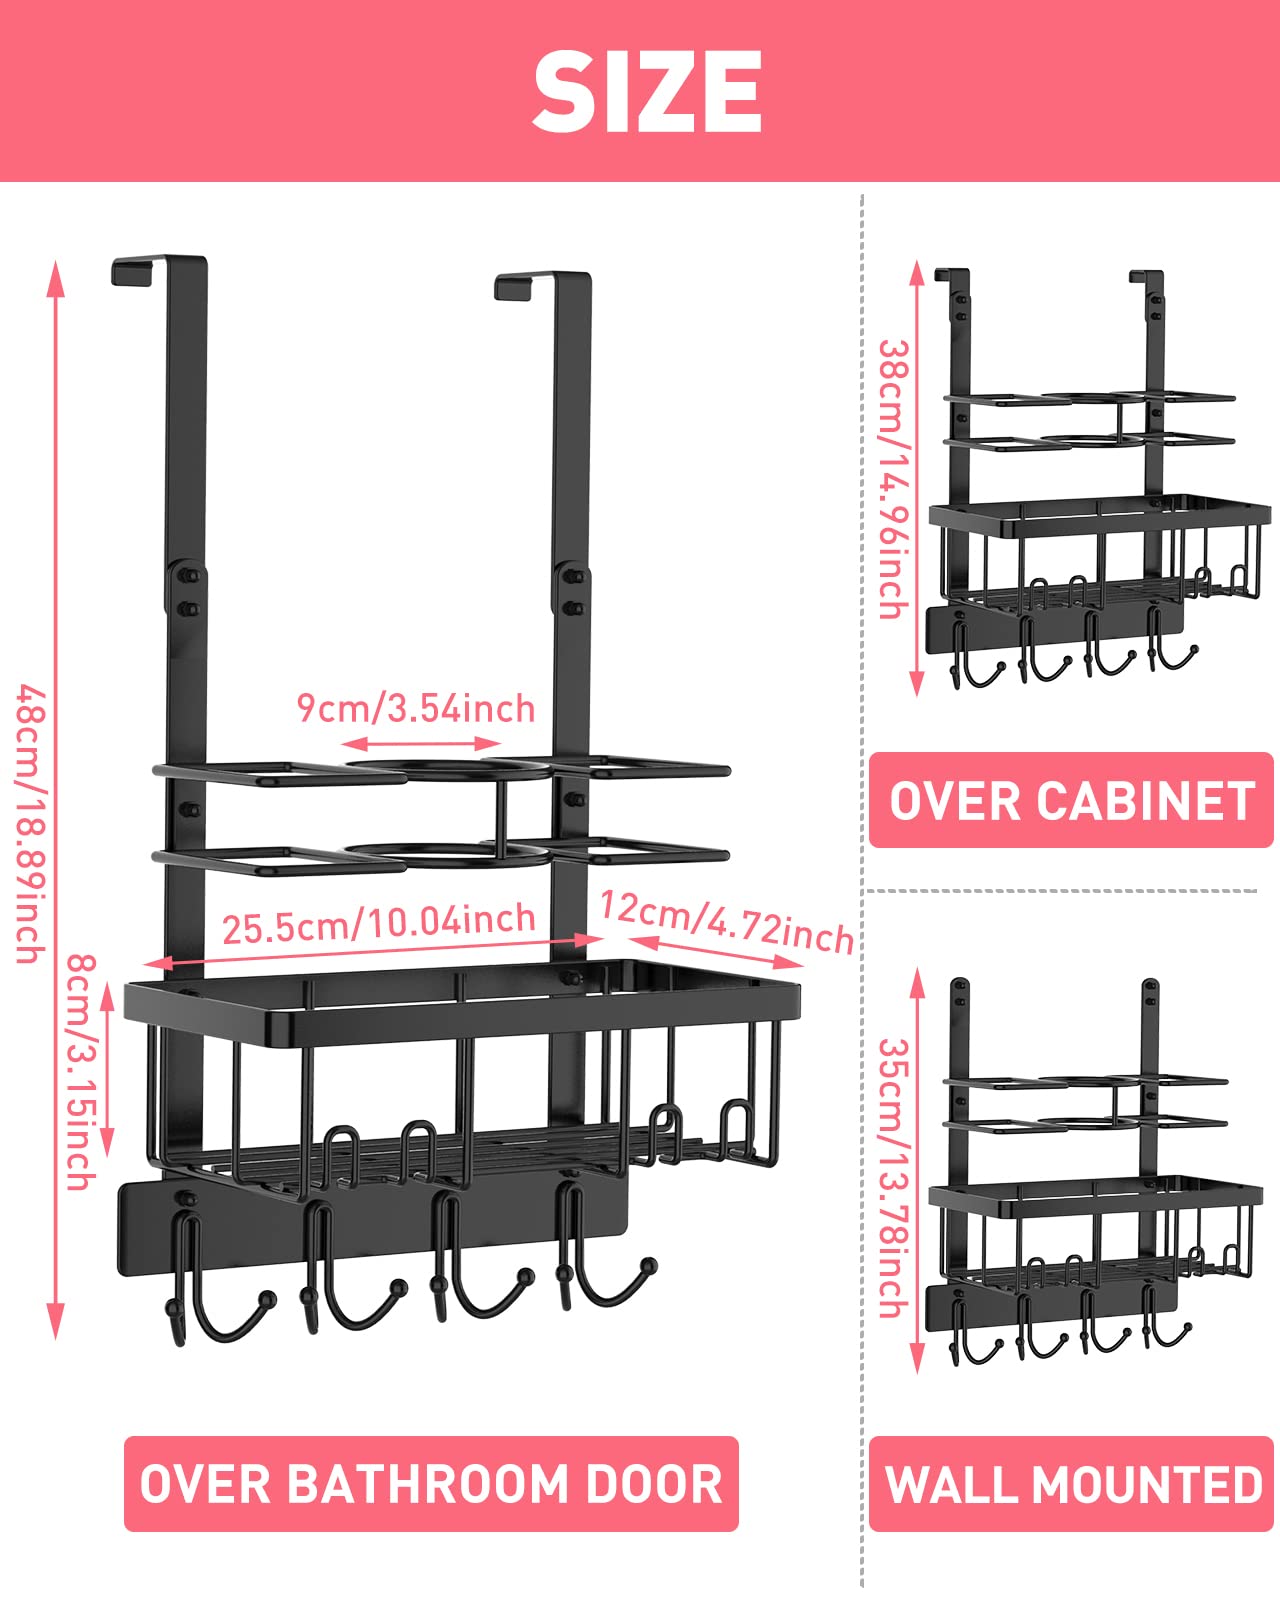 SIZE
48cm/18.89inch
9cm/3.54inch
25.5cm/10.04inch
12cm/4.72inch
8cm/3.15inch
OVER BATHROOM DOOR
38cm/14.96inch
OVER CABINET
35cm/13.78inch
WALL MOUNTED